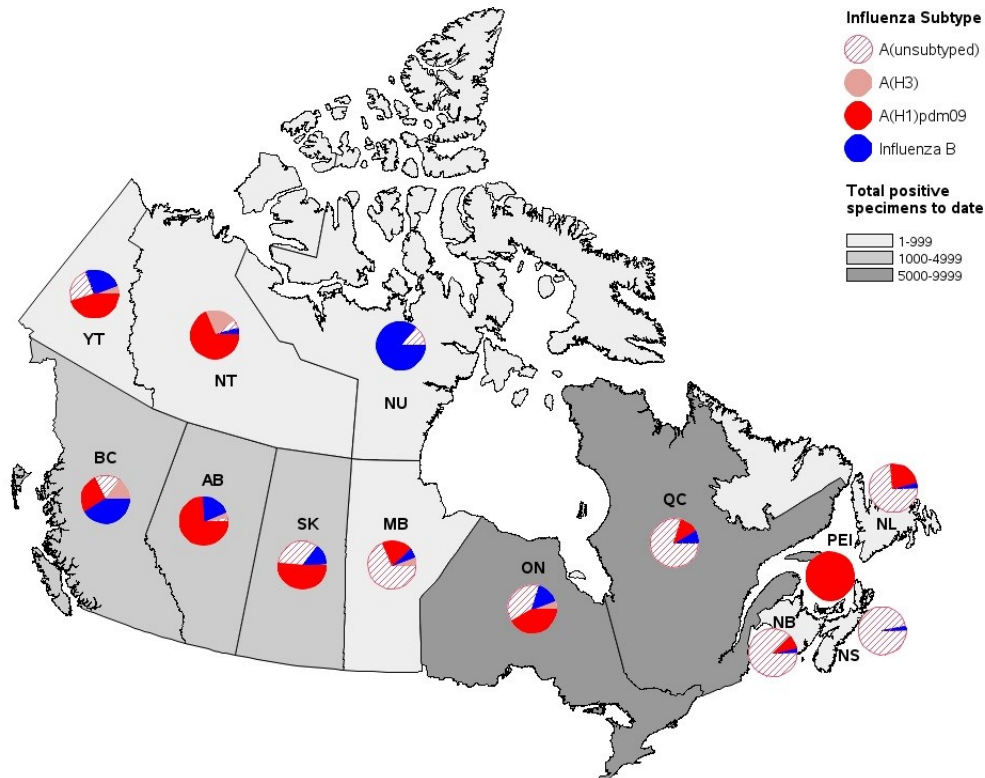 Influenza Subtype
A(unsubtyped)
A(H3)
A(H1)pdm09
Influenza B
Total positive
specimens to date
1-999
1000-4999
5000-9999
YT
NT
NU
BC
AB
SK
MB
ON
QC
NL
PEI
NB
NS